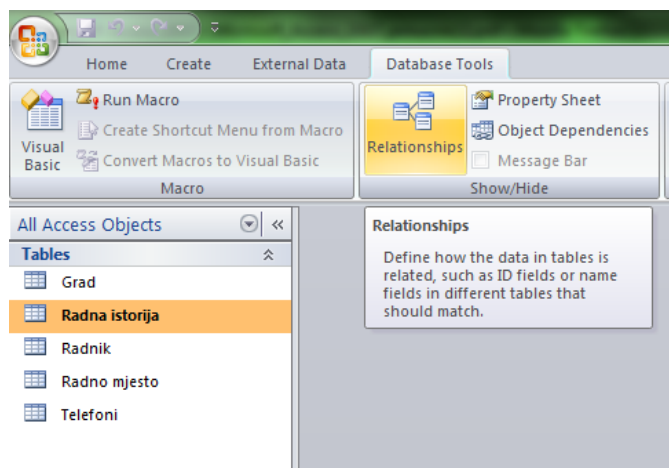 Home Create External Data Database Tools
Visual Basic
Run Macro
Create Shortcut Menu from Macro
Convert Macros to Visual Basic
Macro
Relationships
Property Sheet
Object Dependencies
Message Bar
Show/Hide
All Access Objects
Tables
Grad
Radna istorija
Radnik
Radno mjesto
Telefoni
Relationships
Define how the data in tables is
related, such as ID fields or name
fields in different tables that
should match.